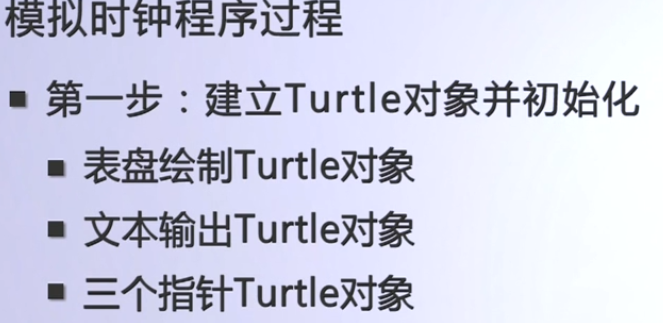 模拟时钟程序过程
第一步：建立Turtle对象并初始化
表盘绘制Turtle对象
文本输出Turtle对象
三个指针Turtle对象